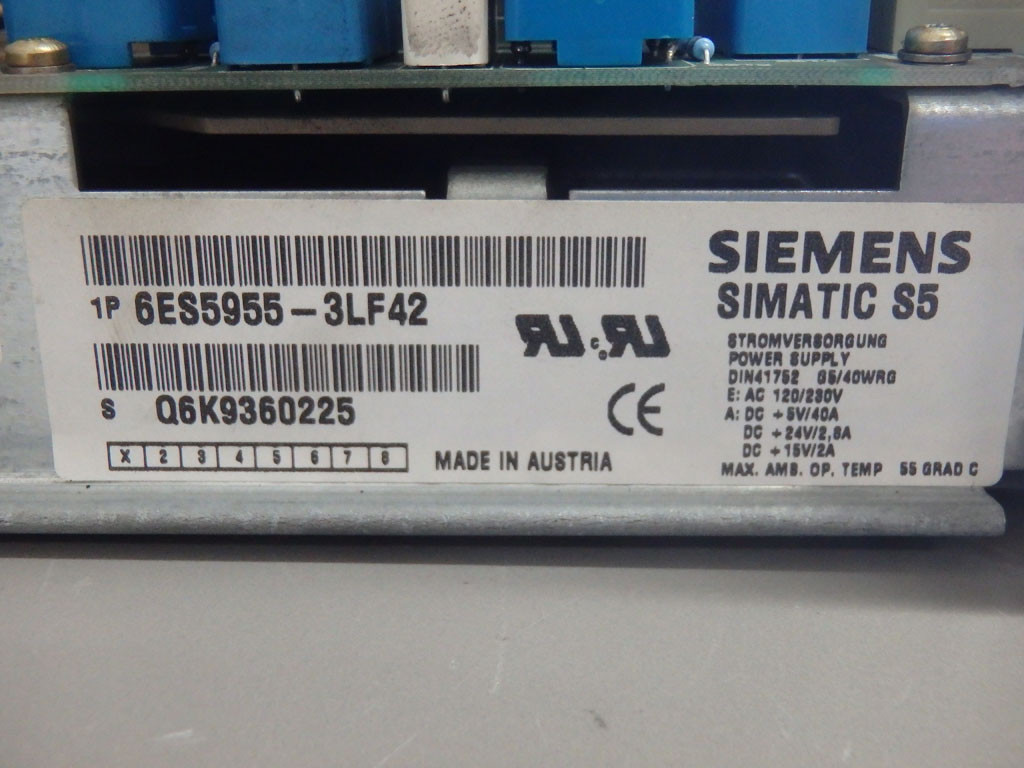 1P 6ES5955-3LF42
S Q6K9360225
X 2 3 4 5 6 7 8
MADE IN AUSTRIA
SIEMENS
SIMATIC S5
STROMVERSORGUNG
POWER SUPPLY
DIN41752 G5/40WRG
E: AC 120/230V
A: DC +5V/40A
DC +24V/2,8A
DC +15V/2A
MAX. AMB. OP. TEMP 55 GRAD C
c
CE